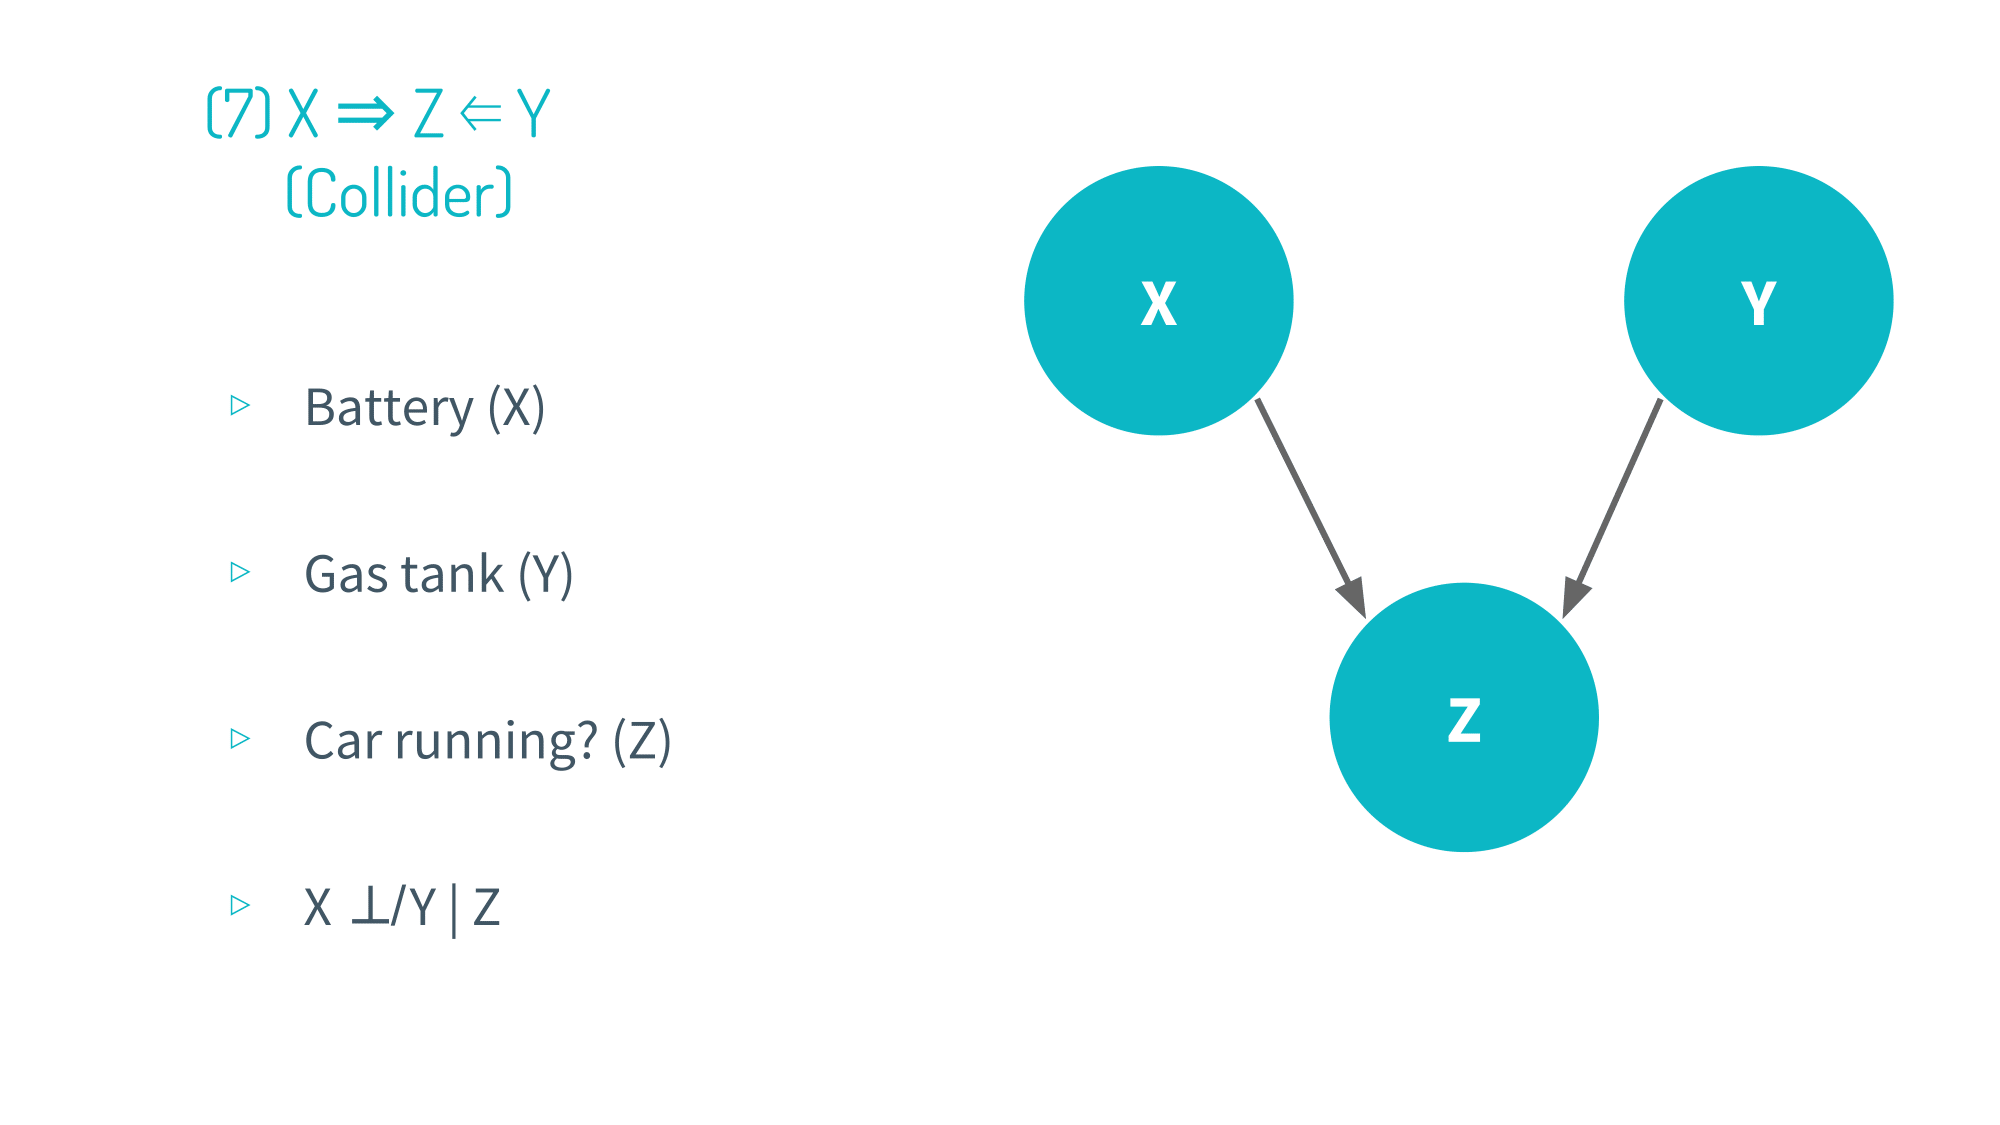 (7) X ⇒ Z ⇐ Y
(Collider)
▹ Battery (X)
▹ Gas tank (Y)
▹ Car running? (Z)
▹ X ⊥/Y | Z
X
Y
Z